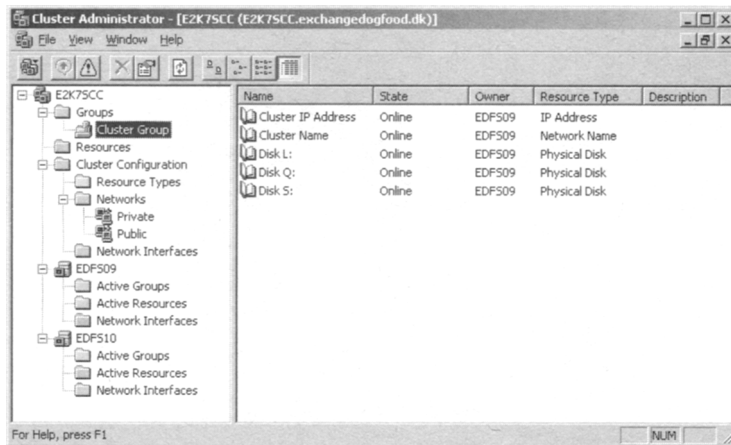 Cluster Administrator - [E2K7SCC (E2K7SCC.exchangedogfood.dk)]
File View Window Help
E2K7SCC
Groups
Cluster Group
Resources
Cluster Configuration
Resource Types
Networks
Private
Public
Network Interfaces
EDFS09
Active Groups
Active Resources
Network Interfaces
EDFS10
Active Groups
Active Resources
Network Interfaces
Name State Owner Resource Type Description
Cluster IP Address Online EDFS09 IP Address
Cluster Name Online EDFS09 Network Name
Disk L: Online EDFS09 Physical Disk
Disk Q: Online EDFS09 Physical Disk
Disk S: Online EDFS09 Physical Disk
For Help, press F1 NUM